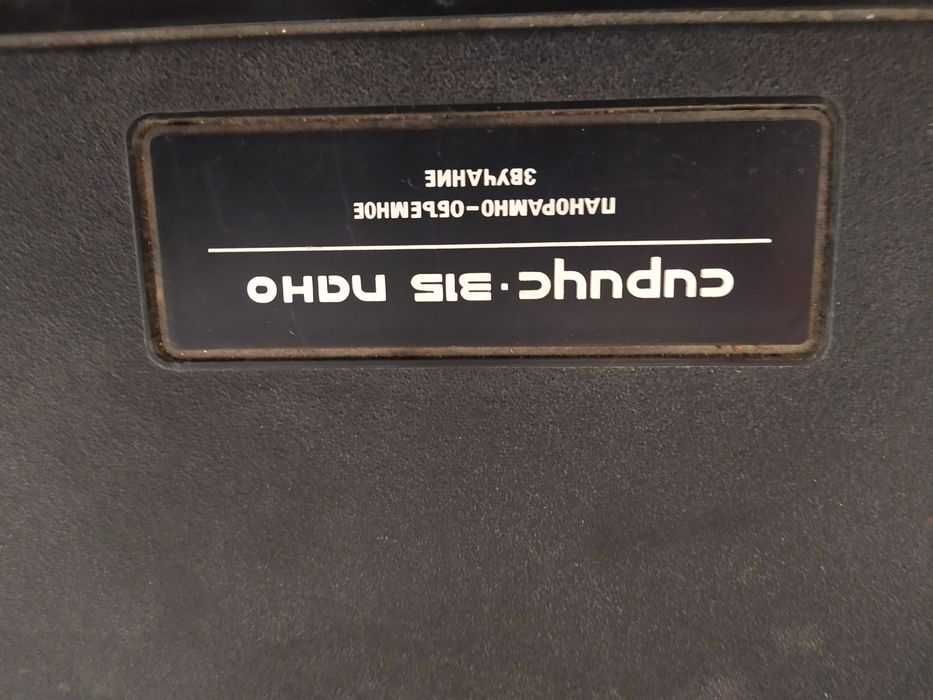 сириус·315 пано
ПАНОРАМНО-ОБЪЕМНОЕ
ЗВУЧАНИЕ